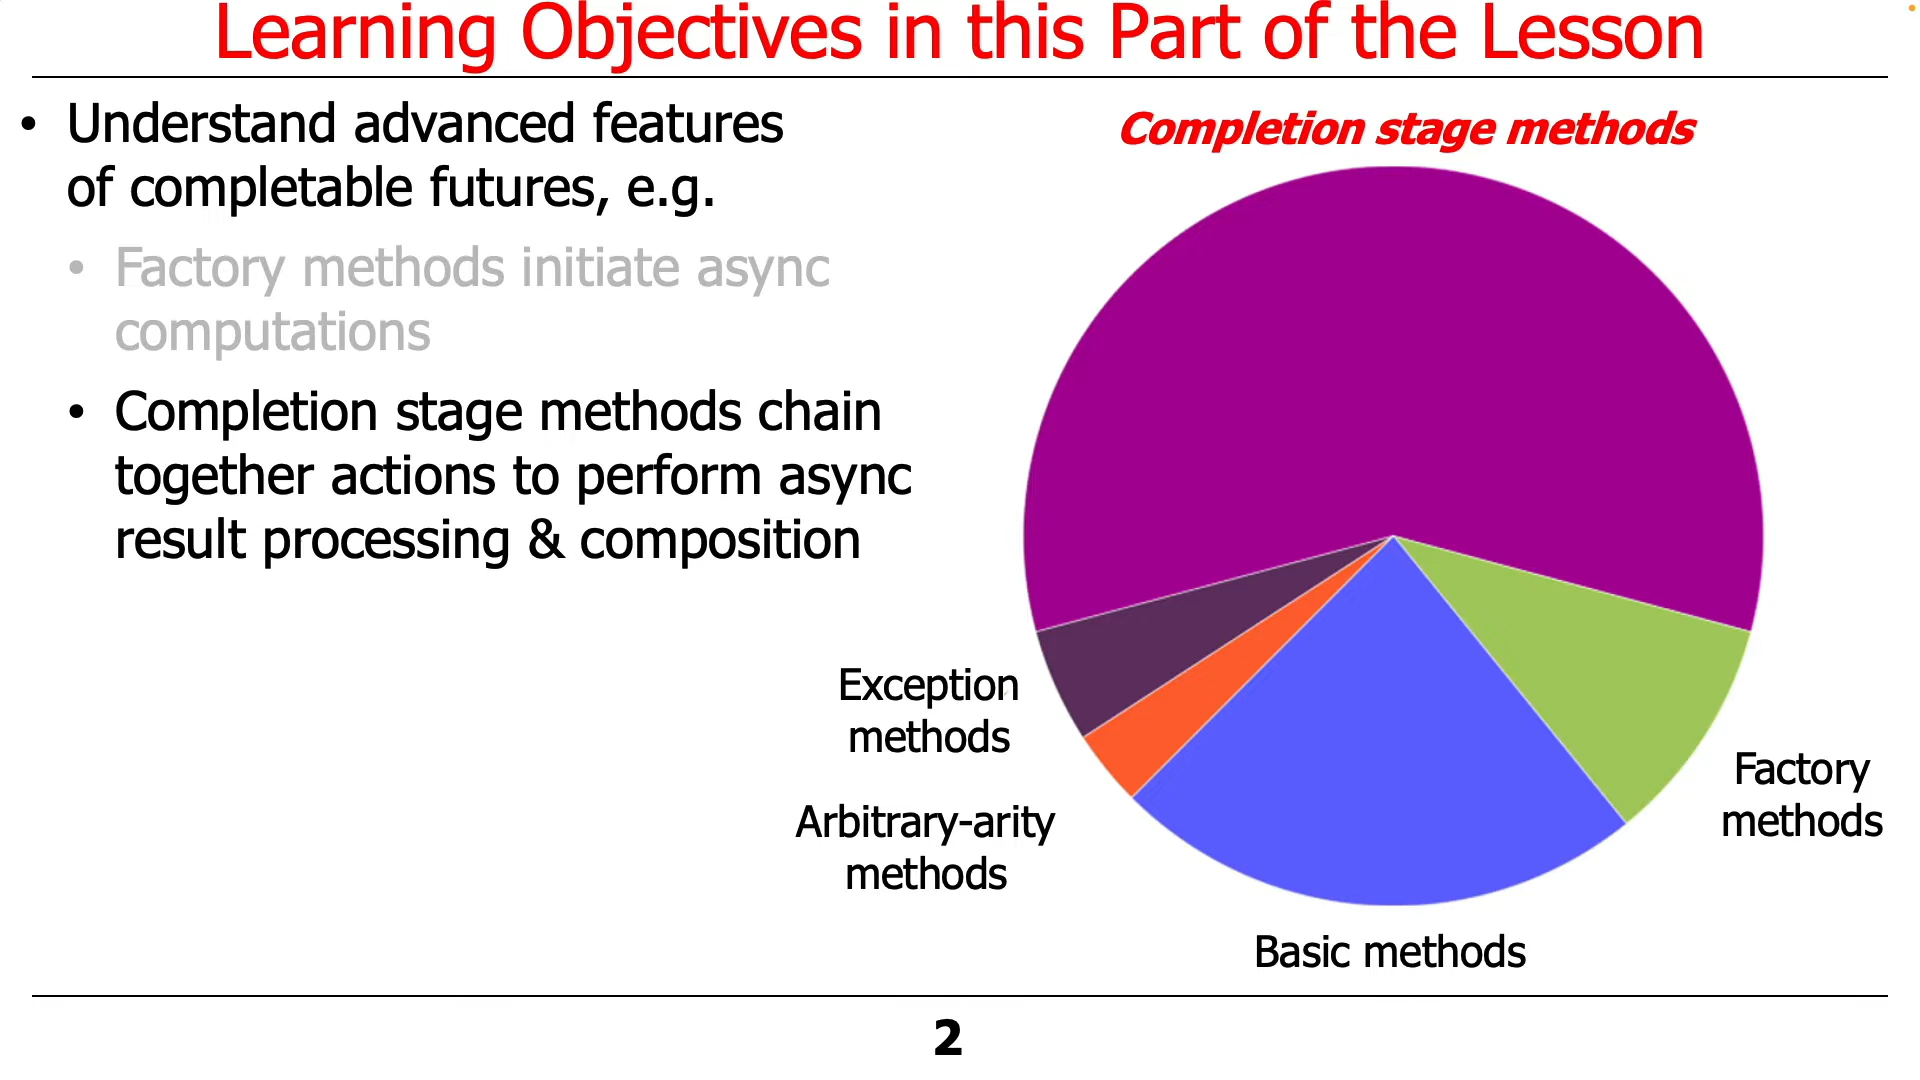 Learning Objectives in this Part of the Lesson
• Understand advanced features
of completable futures, e.g.
• Factory methods initiate async
computations
• Completion stage methods chain
together actions to perform async
result processing & composition
Completion stage methods
Exception
methods
Arbitrary-arity
methods
Basic methods
Factory
methods
2